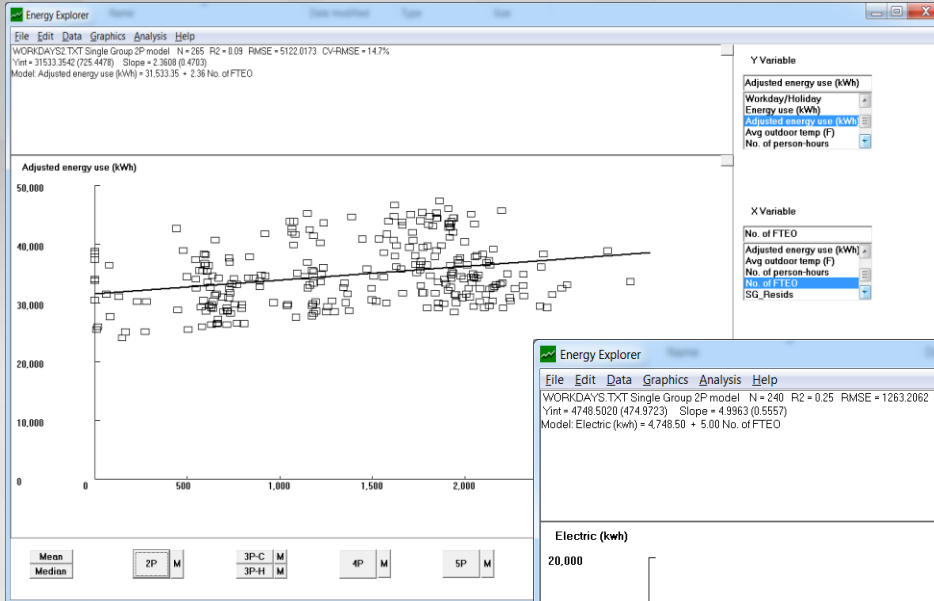 Energy Explorer
Name Date modified Type Size
File Edit Data Graphics Analysis Help
WORKDAYS2.TXT Single Group 2P model N = 265 R2 = 0.09 RMSE = 5122.0173 CV-RMSE = 14.7%
Yint = 31533.3542 (725.4478) Slope = 2.3608 (0.4703)
Model: Adjusted energy use (kWh) = 31,533.35 + 2.36 No. of FTEO
Y Variable
Adjusted energy use (kWh)
Workday/Holiday
Energy use (kWh)
Adjusted energy use (kWh)
Avg outdoor temp (F)
No. of person-hours
X Variable
No. of FTEO
Adjusted energy use (kWh)
Avg outdoor temp (F)
No. of person-hours
No. of FTEO
SG_Resids
Adjusted energy use (kWh)
50,000
40,000
30,000
20,000
10,000
0
0 500 1,000 1,500 2,000
Mean
Median
2P M
3P-C M
3P-H M
4P M
5P M
Energy Explorer
Name
File Edit Data Graphics Analysis Help
WORKDAYS.TXT Single Group 2P model N = 240 R2 = 0.25 RMSE = 1263.2062
Yint = 4748.5020 (474.9723) Slope = 4.9963 (0.5557)
Model: Electric (kwh) = 4,748.50 + 5.00 No. of FTEO
Electric (kwh)
20,000